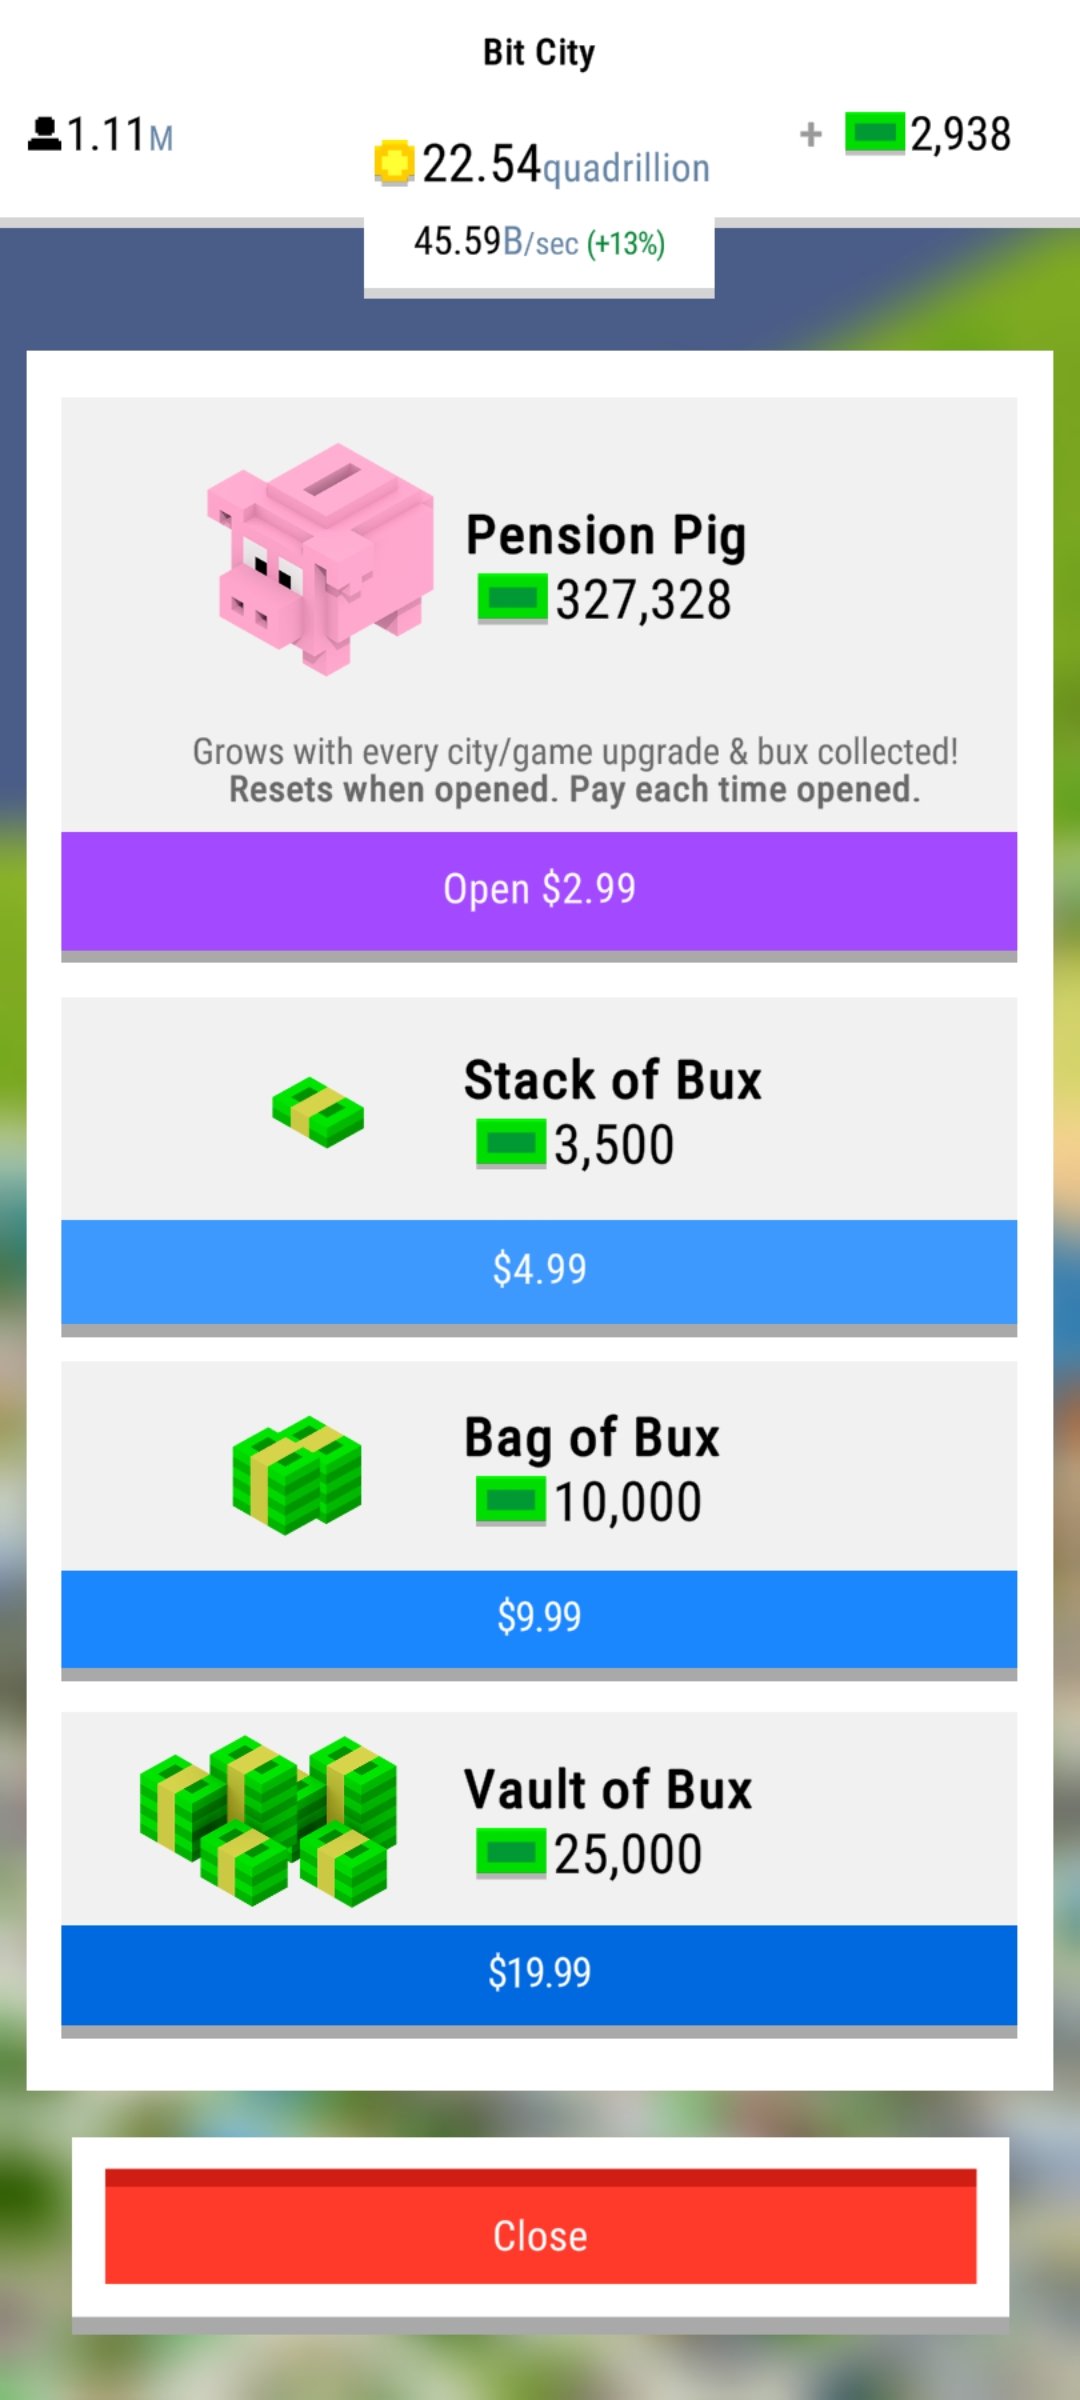 Bit City
1.11M
22.54quadrillion
+ 2,938
45.59B/sec (+13%)
Pension Pig
327,328
Grows with every city/game upgrade & bux collected!
Resets when opened. Pay each time opened.
Open $2.99
Stack of Bux
3,500
$4.99
Bag of Bux
10,000
$9.99
Vault of Bux
25,000
$19.99
Close